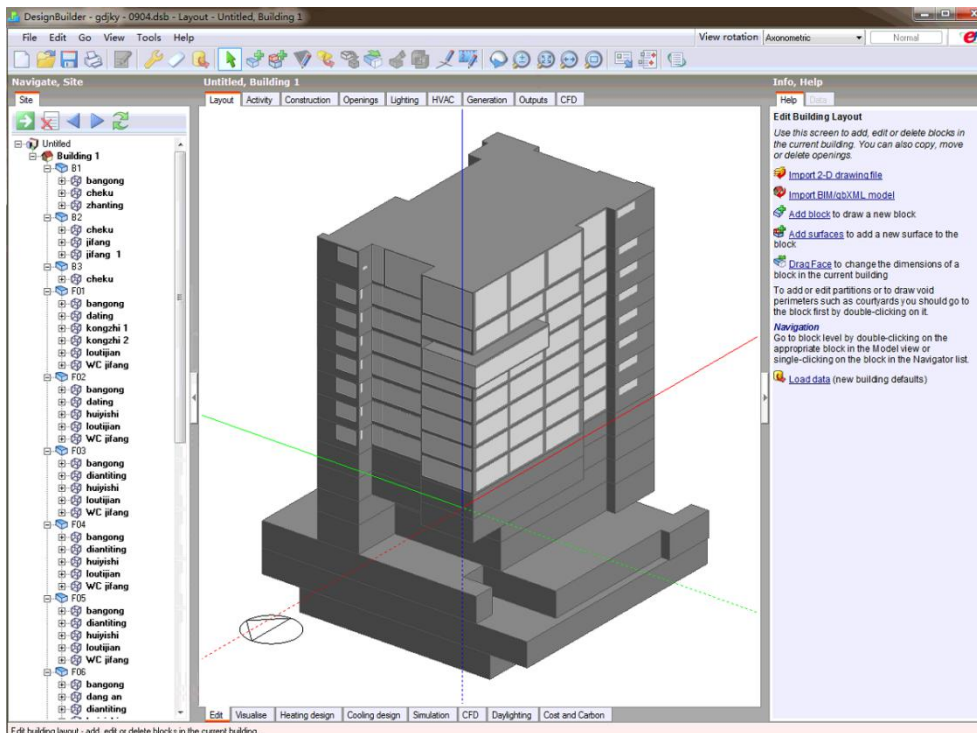 DesignBuilder - gdjky - 0904.dsb - Layout - Untitled, Building 1
File Edit Go View Tools Help
View rotation Axonometric Normal
Navigate, Site
Site
Untitled
Building 1
B1
bangong
cheku
zhanting
B2
cheku
jifang
jifang 1
B3
cheku
F01
bangong
dating
kongzhi 1
kongzhi 2
loutijian
WC jifang
F02
bangong
dating
huiyishi
loutijian
WC jifang
F03
bangong
diantiting
huiyishi
loutijian
WC jifang
F04
bangong
diantiting
huiyishi
loutijian
WC jifang
F05
bangong
diantiting
huiyishi
loutijian
WC jifang
F06
bangong
dang an
diantiting
Untitled, Building 1
Layout Activity Construction Openings Lighting HVAC Generation Outputs CFD
Edit Visualise Heating design Cooling design Simulation CFD Daylighting Cost and Carbon
Info, Help
Help Data
Edit Building Layout
Use this screen to add, edit or delete blocks in
the current building. You can also copy, move
or delete openings.
Import 2-D drawing file
Import BIM/gbXML model
Add block to draw a new block
Add surfaces to add a new surface to the
block
Drag Face to change the dimensions of a
block in the current building
To add or edit partitions or to draw void
perimeters such as courtyards you should go to
the block first by double-clicking on it.
Navigation
Go to block level by double-clicking on the
appropriate block in the Model view or
single-clicking on the block in the Navigator list.
Load data (new building defaults)
Edit building layout - add, edit or delete blocks in the current building